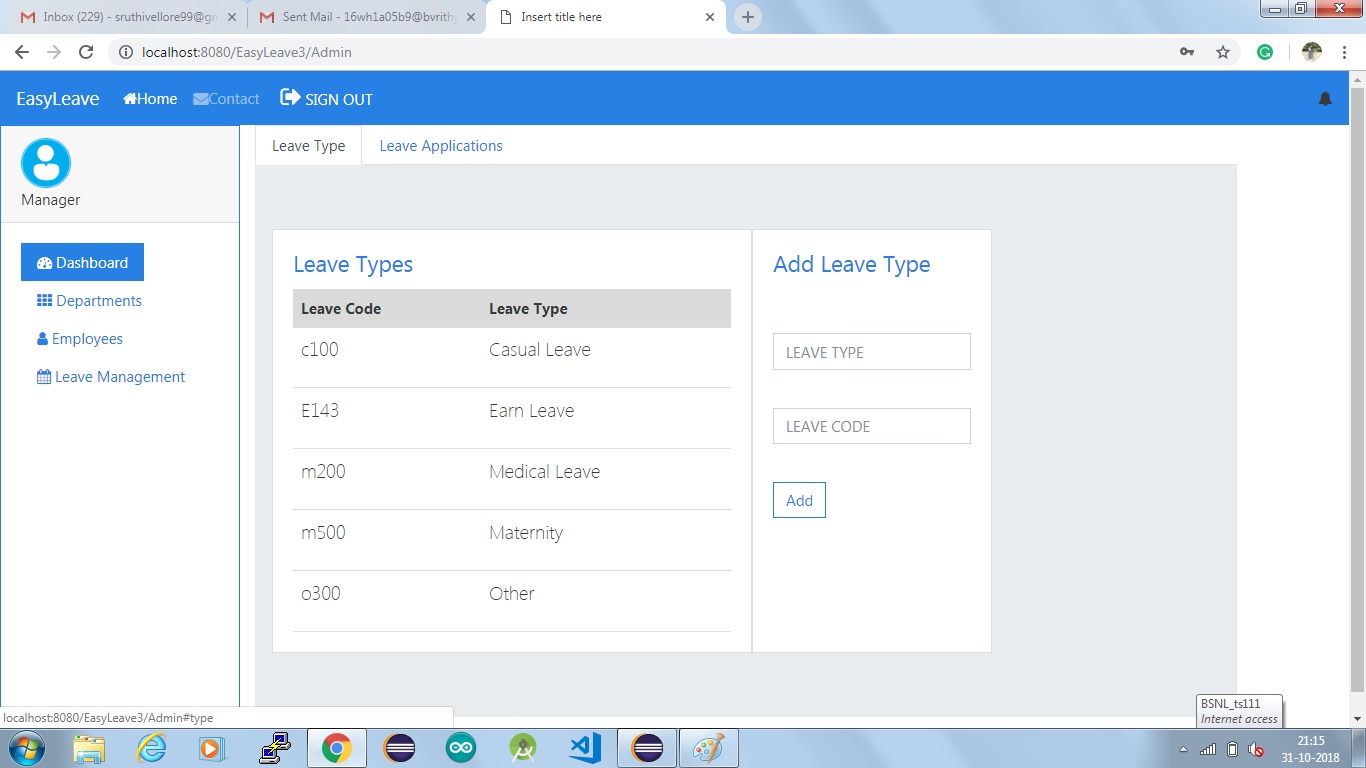 Inbox (229) - sruthivellore99@gm
Sent Mail - 16wh1a05b9@bvrithy
Insert title here
localhost:8080/EasyLeave3/Admin
EasyLeave Home Contact SIGN OUT
Manager
Dashboard
Departments
Employees
Leave Management
Leave Type Leave Applications
Leave Types
Leave Code Leave Type
c100 Casual Leave
E143 Earn Leave
m200 Medical Leave
m500 Maternity
o300 Other
Add Leave Type
LEAVE TYPE
LEAVE CODE
Add
localhost:8080/EasyLeave3/Admin#type
BSNL_ts111
Internet access
21:15
31-10-2018